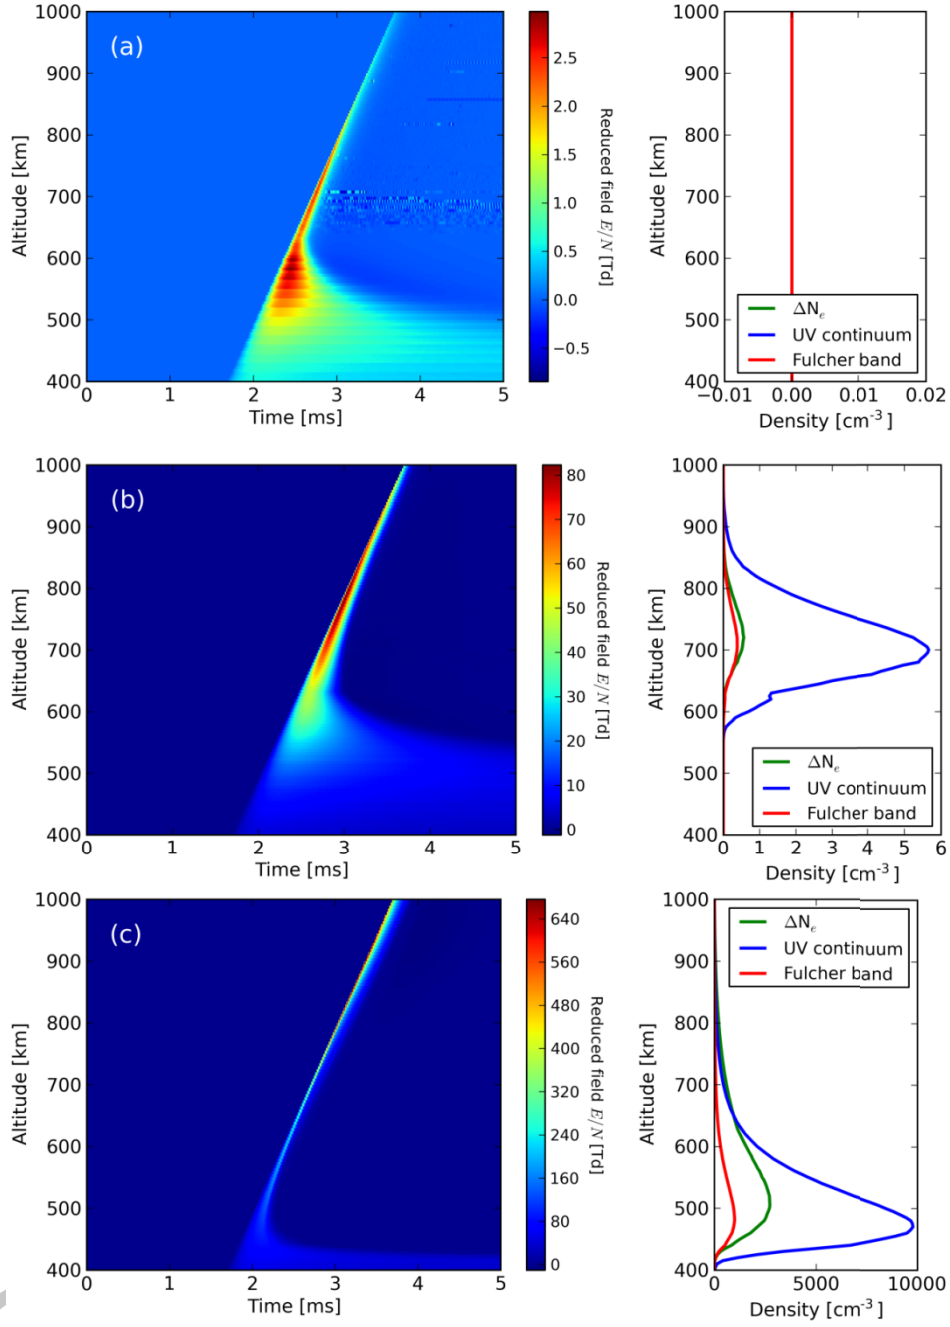 (a)
1000
900
800
700
600
500
400
Altitude [km]
0 1 2 3 4 5
Time [ms]
2.5
2.0
1.5
1.0
0.5
0.0
−0.5
Reduced field E/N [Td]
1000
900
800
700
600
500
400
Altitude [km]
ΔNe
UV continuum
Fulcher band
−0.01 0.00 0.01 0.02
Density [cm-3]
(b)
1000
900
800
700
600
500
400
Altitude [km]
0 1 2 3 4 5
Time [ms]
80
70
60
50
40
30
20
10
0
Reduced field E/N [Td]
1000
900
800
700
600
500
400
Altitude [km]
ΔNe
UV continuum
Fulcher band
0 1 2 3 4 5 6
Density [cm-3]
(c)
1000
900
800
700
600
500
400
Altitude [km]
0 1 2 3 4 5
Time [ms]
640
560
480
400
320
240
160
80
0
Reduced field E/N [Td]
1000
900
800
700
600
500
400
Altitude [km]
ΔNe
UV continuum
Fulcher band
0 5000 10000
Density [cm-3]